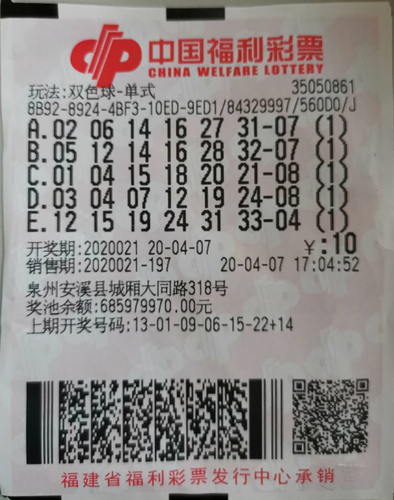 中国福利彩票
CHINA WELFARE LOTTERY
玩法:双色球-单式 35050861
8B92-8924-4BF3-10ED-9ED1/84329997/560D0/J
A.02 06 14 16 27 31-07 (1)
B.05 12 14 16 28 32-07 (1)
C.01 04 15 18 20 21-08 (1)
D.03 04 07 12 19 24-08 (1)
E.12 15 19 24 31 33-04 (1)
开奖期:2020021 20-04-07 ¥:10
销售期:2020021-197 20-04-07 17:04:52
泉州安溪县城厢大同路318号
奖池余额:685979970.00元
上期开奖号码:13-01-09-06-15-22+14
福建省福利彩票发行中心承销